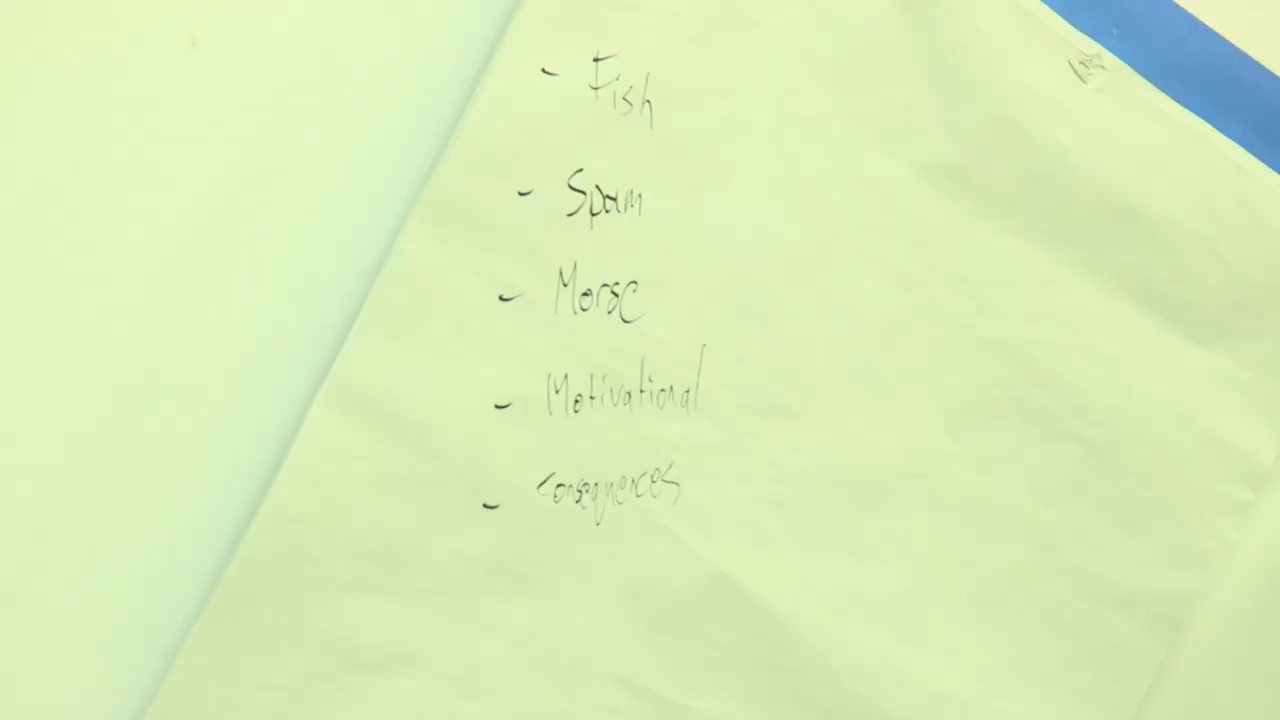 - Fish
- Spam
- Morse
- Motivational
- Consequences